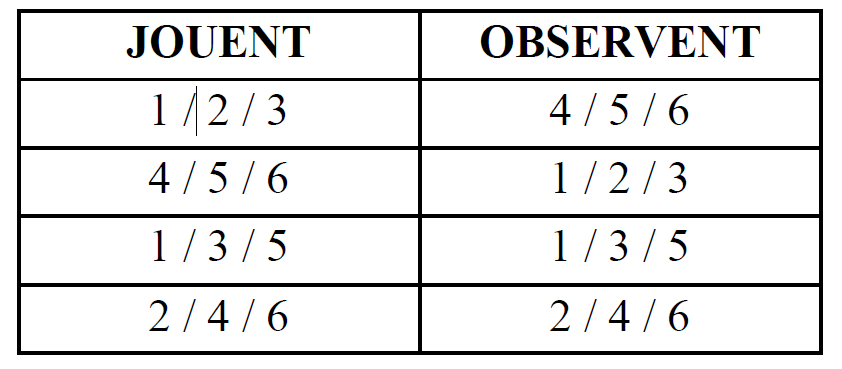 JOUENT OBSERVENT
1 / 2 / 3 4 / 5 / 6
4 / 5 / 6 1 / 2 / 3
1 / 3 / 5 1 / 3 / 5
2 / 4 / 6 2 / 4 / 6